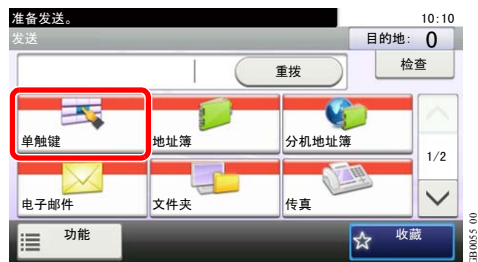 准备发送。 10:10
发送 目的地: 0
重拨 检查
单触键 地址簿 分机地址簿
1/2
电子邮件 文件夹 传真
功能 收藏
GB0055_00